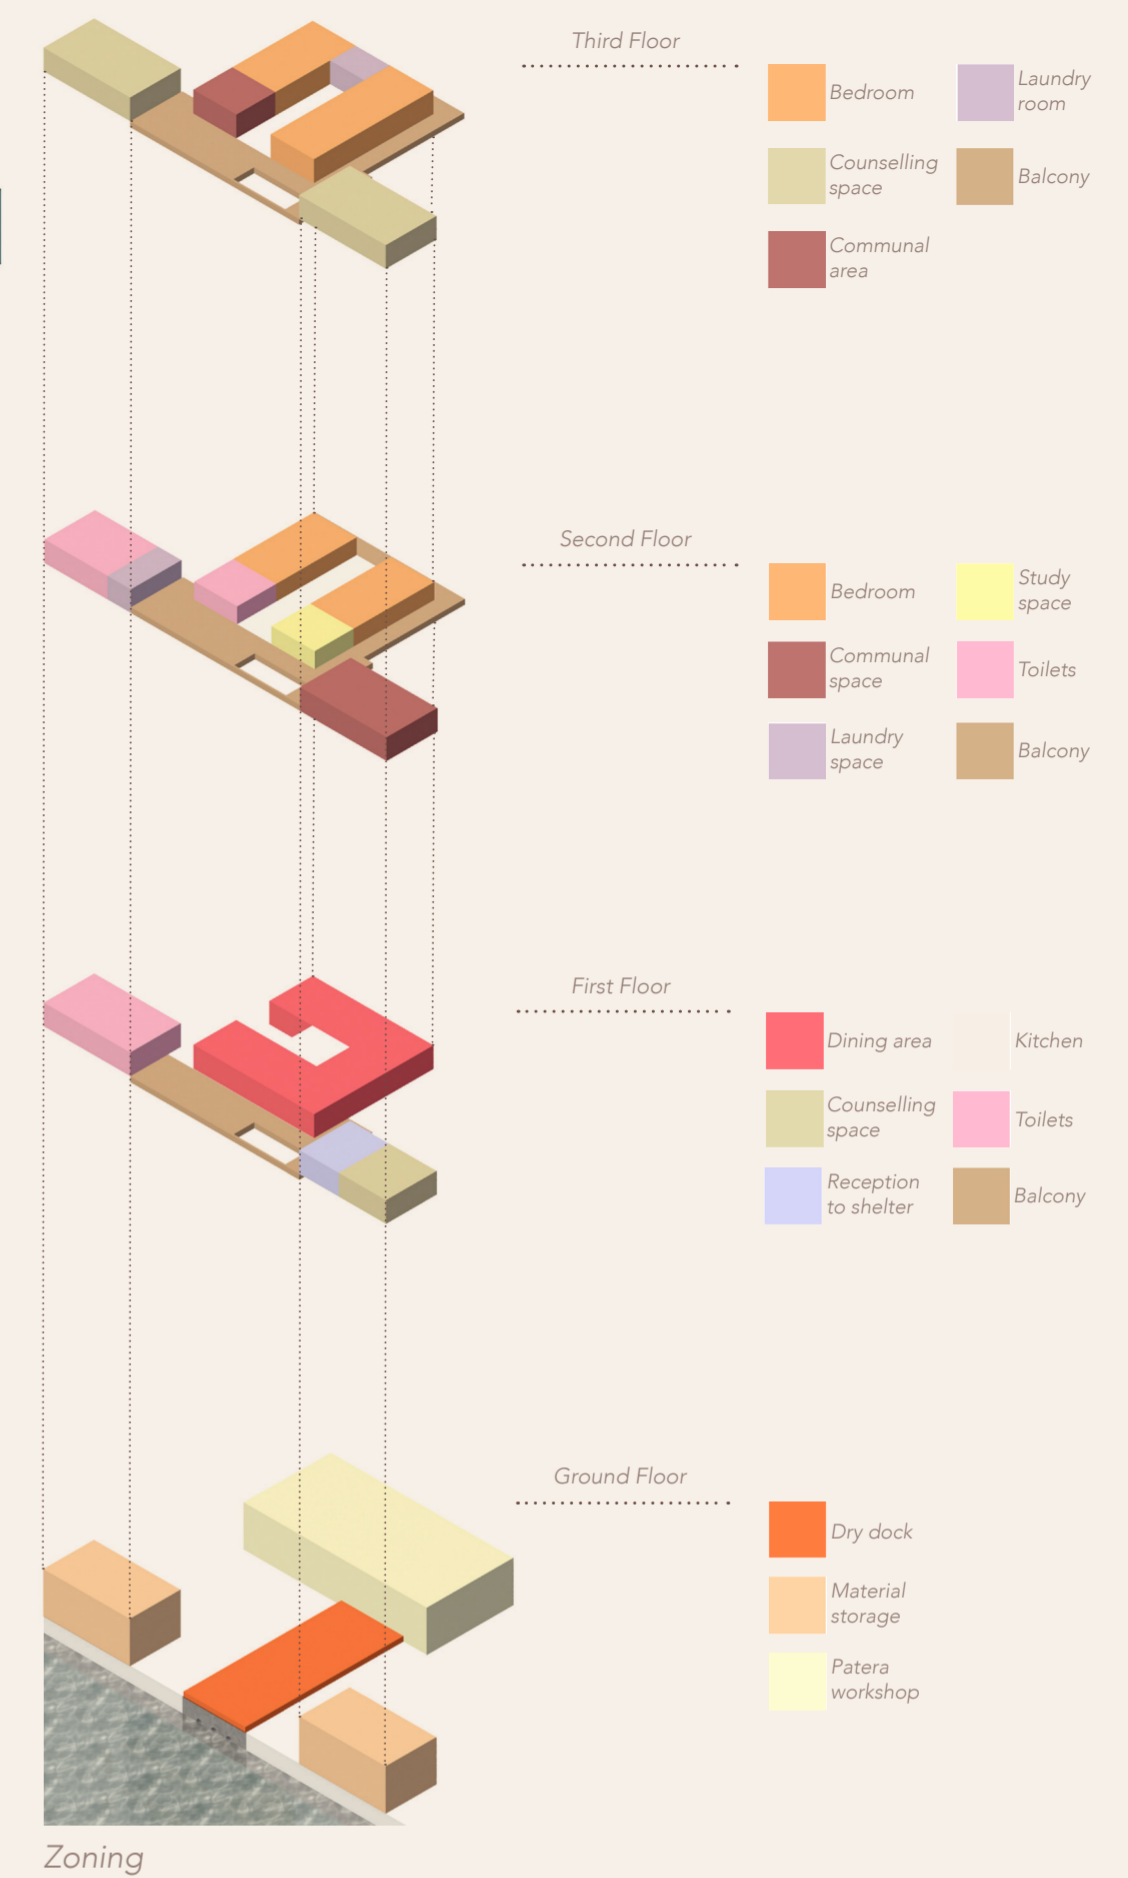 Third Floor
Bedroom
Laundry
room
Counselling
space
Balcony
Communal
area
Second Floor
Bedroom
Study
space
Communal
space
Toilets
Laundry
space
Balcony
First Floor
Dining area
Kitchen
Counselling
space
Toilets
Reception
to shelter
Balcony
Ground Floor
Dry dock
Material
storage
Patera
workshop
Zoning